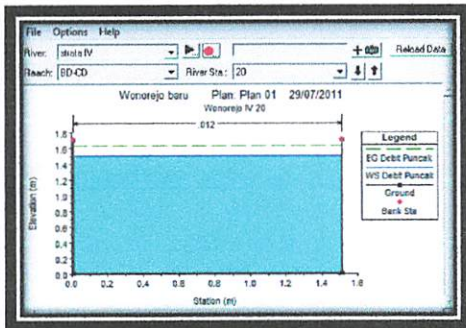 File Options Help
River: skala IV Reload Data
Reach: BD-CD River Sta.: 20
Wonorejo baru Plan: Plan 01 29/07/2011
Wonorejo IV 20
.012
Legend
EG Debit Puncak
WS Debit Puncak
Ground
Bank Sta
Elevation (m)
1.8
1.6
1.4
1.2
1.0
0.8
0.6
0.4
0.2
0.0
0.0 0.2 0.4 0.6 0.8 1.0 1.2 1.4 1.6
Station (m)